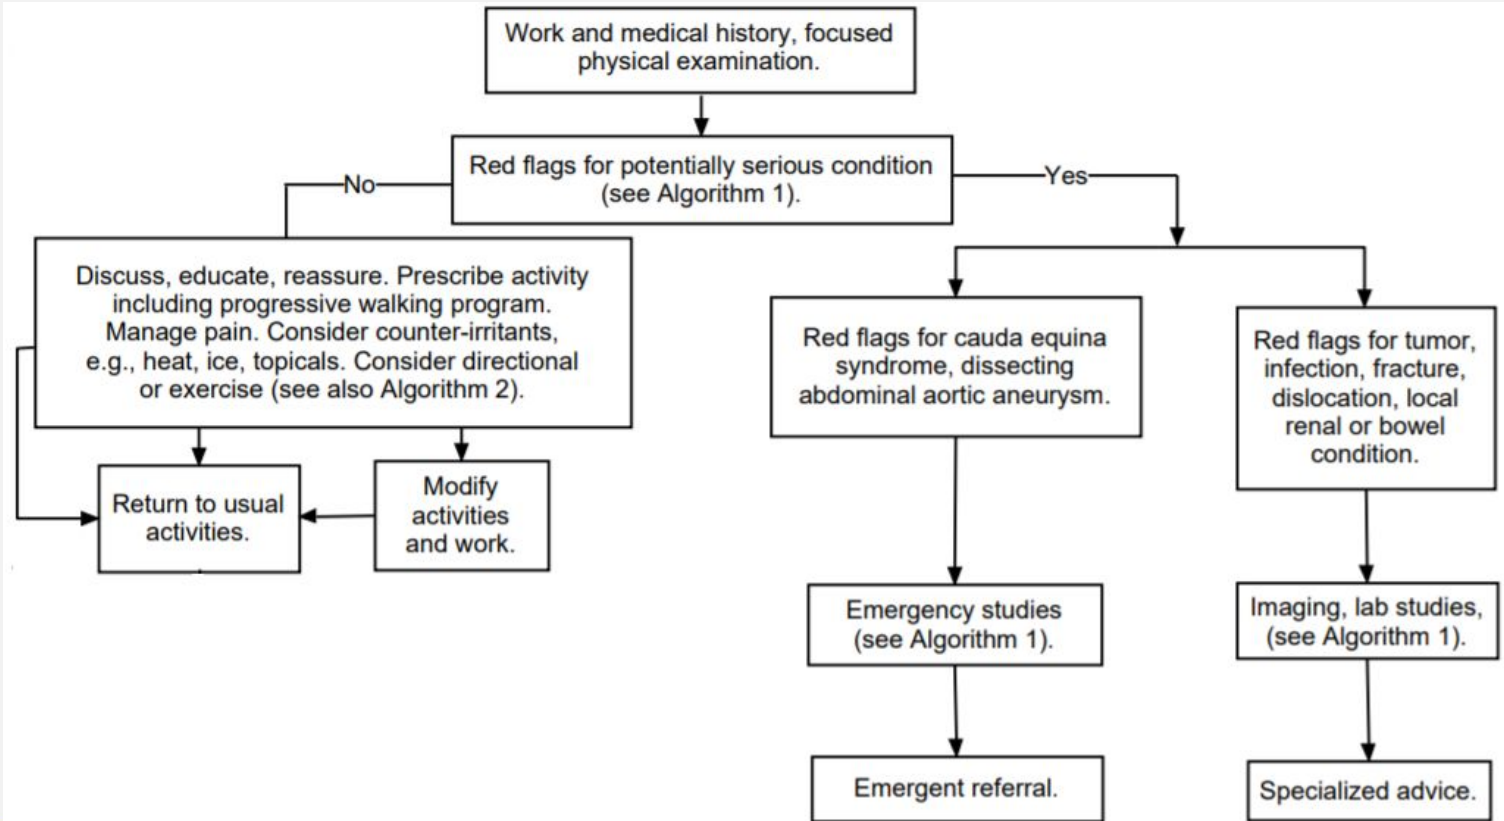 Work and medical history, focused
physical examination.
Red flags for potentially serious condition
(see Algorithm 1).
No
Yes
Discuss, educate, reassure. Prescribe activity
including progressive walking program.
Manage pain. Consider counter-irritants,
e.g., heat, ice, topicals. Consider directional
or exercise (see also Algorithm 2).
Return to usual
activities.
Modify
activities
and work.
Red flags for cauda equina
syndrome, dissecting
abdominal aortic aneurysm.
Emergency studies
(see Algorithm 1).
Emergent referral.
Red flags for tumor,
infection, fracture,
dislocation, local
renal or bowel
condition.
Imaging, lab studies,
(see Algorithm 1).
Specialized advice.